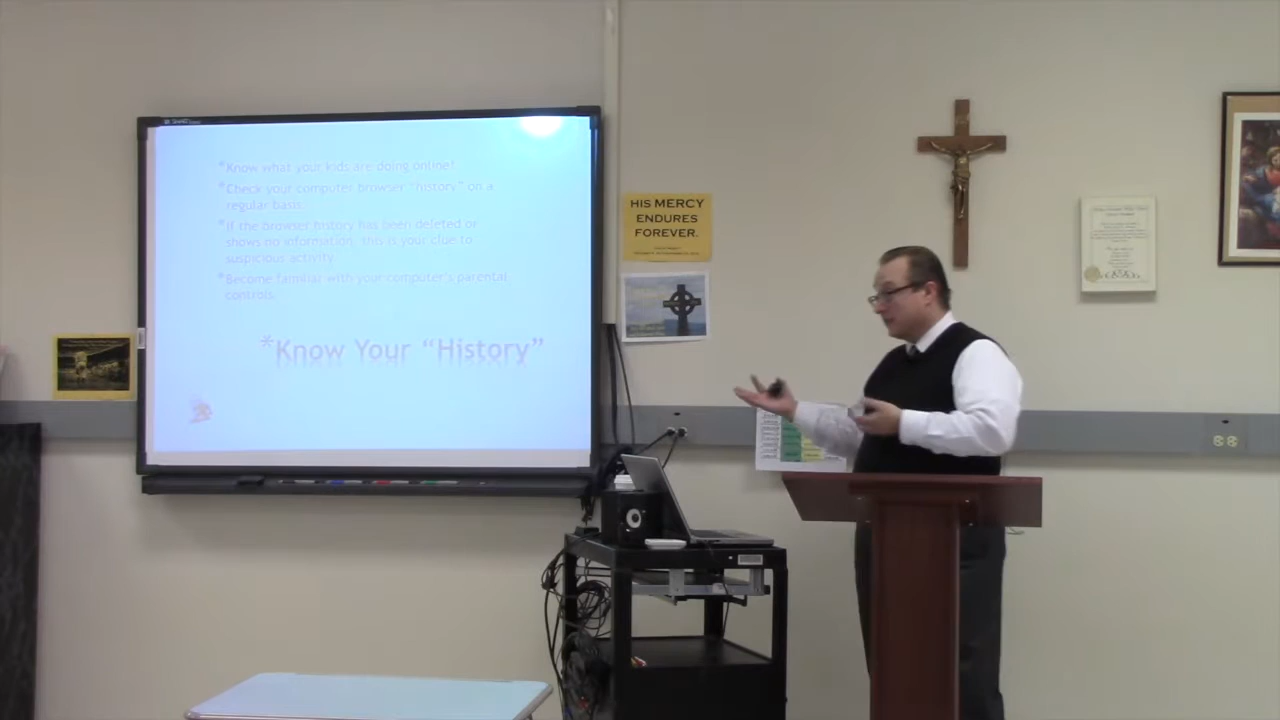 *Know what your kids are doing online!
*Check your computer browser "history" on a
regular basis.
*If the browser history has been deleted or
shows no information, this is your clue to
suspicious activity.
*Become familiar with your computer's parental
controls.
*Know Your "History"
HIS MERCY
ENDURES
FOREVER.